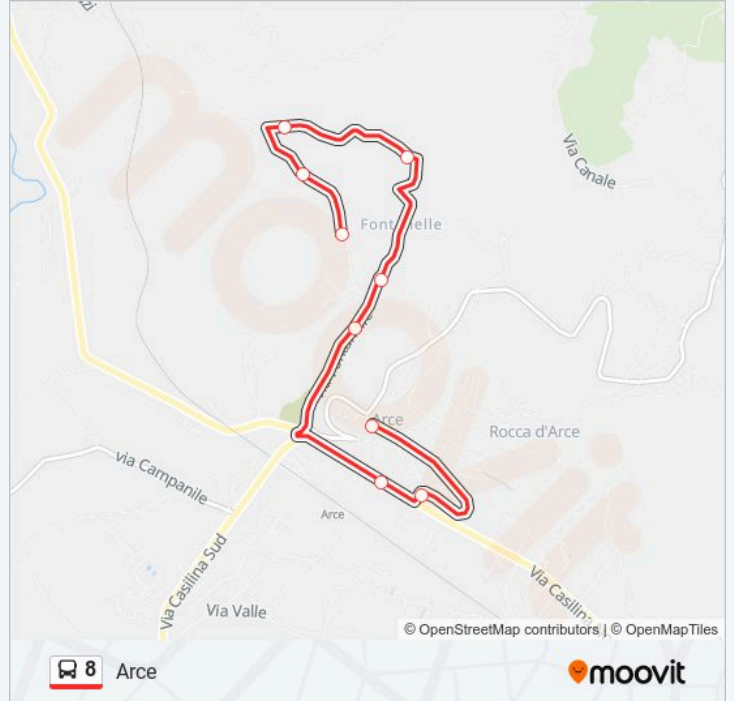 Via Canale
Arce
Rocca d'Arce
via Campanile
Arce
Via Casilina Sud
Via Casilina
Via Valle
© OpenStreetMap contributors | © OpenMapTiles
8 Arce
moovit
moovit